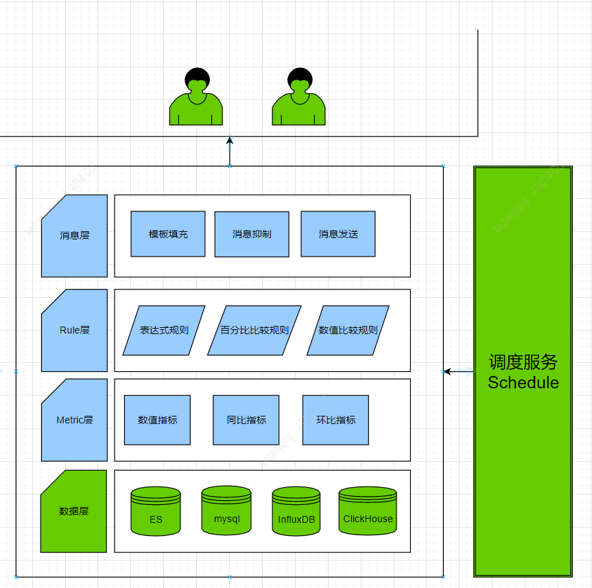 消息层
模板填充
消息抑制
消息发送
Rule层
表达式规则
百分比比较规则
数值比较规则
调度服务
Schedule
Metric层
数值指标
同比指标
环比指标
数据层
ES
mysql
InfluxDB
ClickHouse